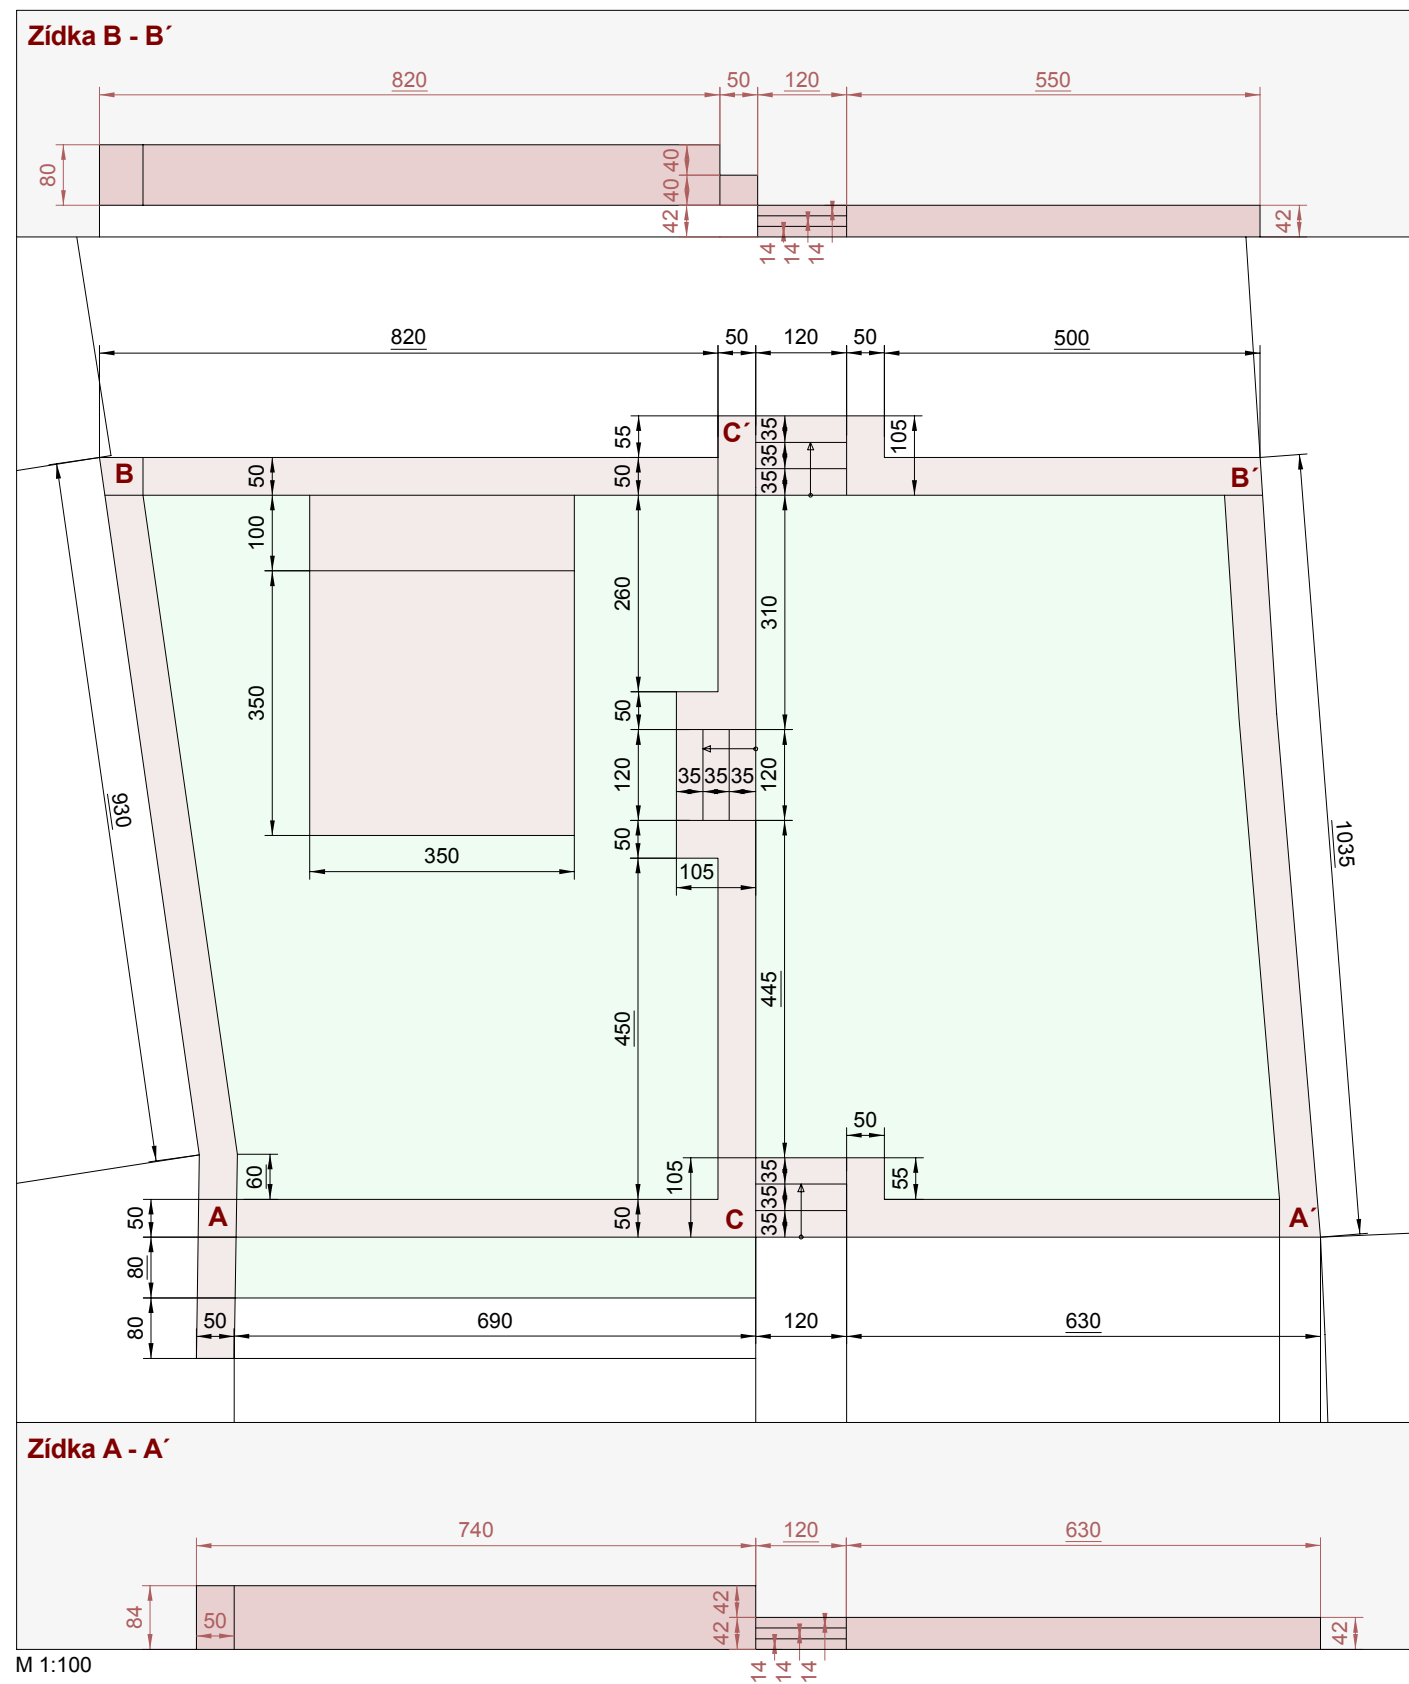 Zídka B - B´
820 50 120 550
80 40 40 42 14 14 14 42
820 50 120 50 500
55 C´ 35 35 35 105
B 50 50 B´
100 260 310
350 50 120 35 35 35 120
930 350 50 105 1035
450 445
50
60 105 35 35 35 55
50 A 50 C A´
80
80 50 690 120 630
Zídka A - A´
740 120 630
84 50 42 42 14 14 14 42
M 1:100